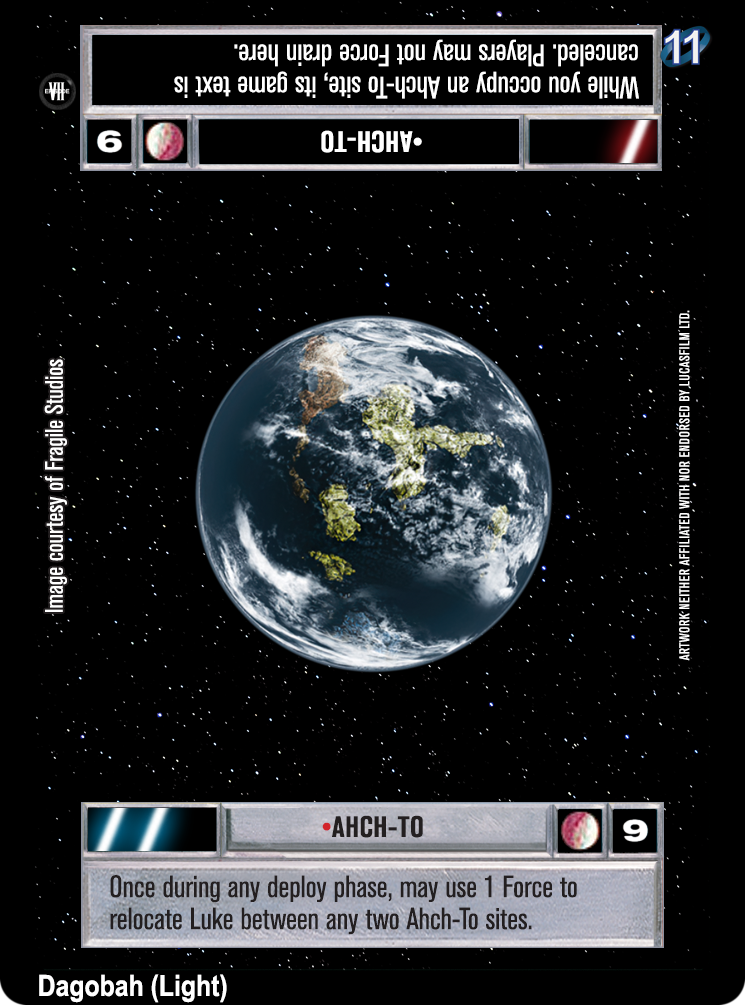 11
While you occupy an Ahch-To site, its game text is
canceled. Players may not Force drain here.
EPISODE
VII
•AHCH-TO
6
Image courtesy of Fragile Studios
ARTWORK NEITHER AFFILIATED WITH NOR ENDORSED BY LUCASFILM LTD.
•AHCH-TO
9
Once during any deploy phase, may use 1 Force to
relocate Luke between any two Ahch-To sites.
Dagobah (Light)